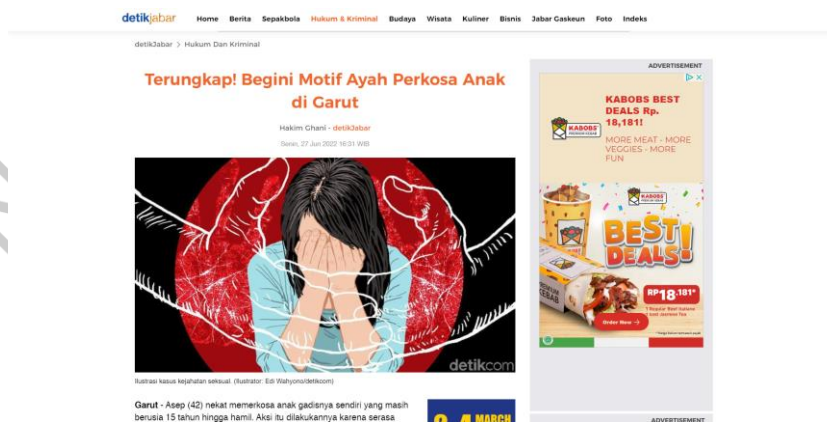 detikjabar
Home Berita Sepakbola Hukum & Kriminal Budaya Wisata Kuliner Bisnis Jabar Gaskeun Foto Indeks
detikJabar > Hukum Dan Kriminal
Terungkap! Begini Motif Ayah Perkosa Anak
di Garut
Hakim Ghani - detikJabar
Senin, 27 Jun 2022 16:31 WIB
detikcom
Ilustrasi kasus kejahatan seksual. (Ilustrator: Edi Wahyono/detikcom)
Garut - Asep (42) nekat memerkosa anak gadisnya sendiri yang masih
berusia 15 tahun hingga hamil. Aksi itu dilakukannya karena serasa
ADVERTISEMENT
KABOBS BEST
DEALS Rp.
18,181!
KABOBS
MORE MEAT - MORE
VEGGIES - MORE
FUN
KABOBS
BEST
DEALS!
KEBAB
RP18.181*
Order Now →
MARCH
ADVERTISEMENT